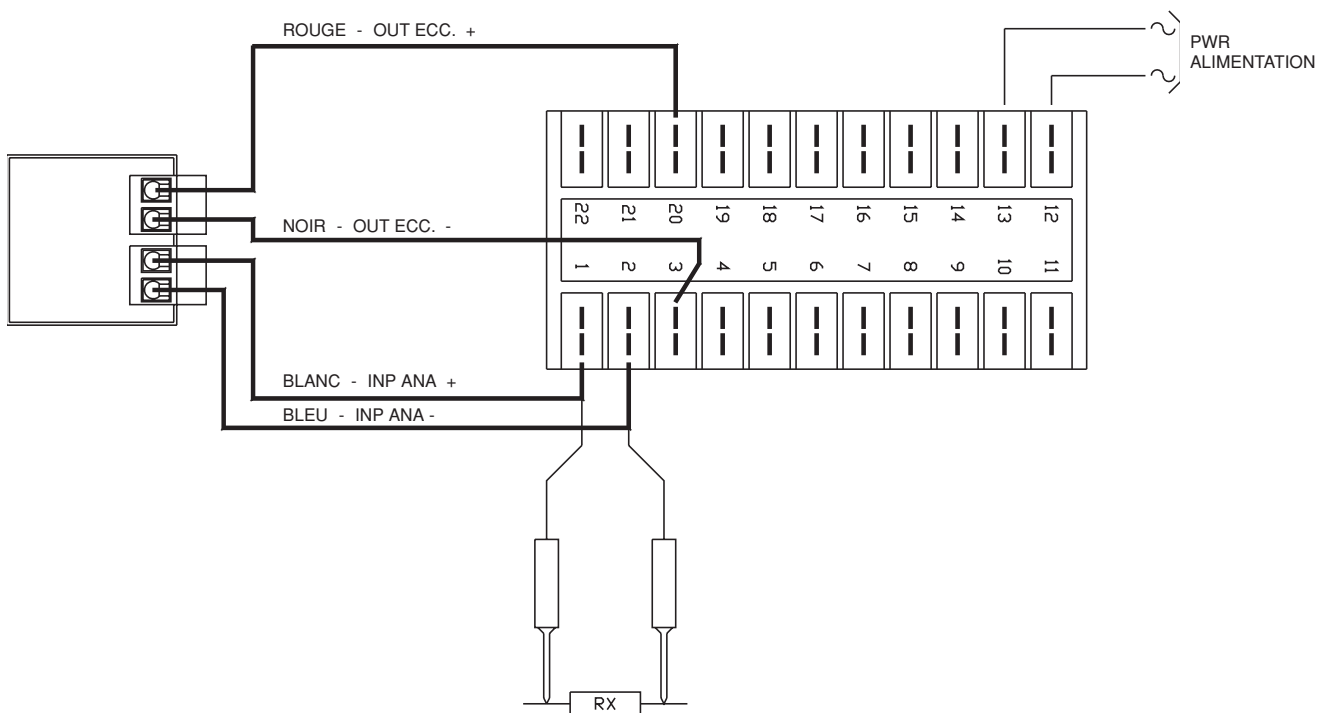 ROUGE - OUT ECC. +
PWR
ALIMENTATION
22 21 20 19 18 17 16 15 14 13 12
NOIR - OUT ECC. -
1 2 3 4 5 6 7 8 9 10 11
BLANC - INP ANA +
BLEU - INP ANA -
RX